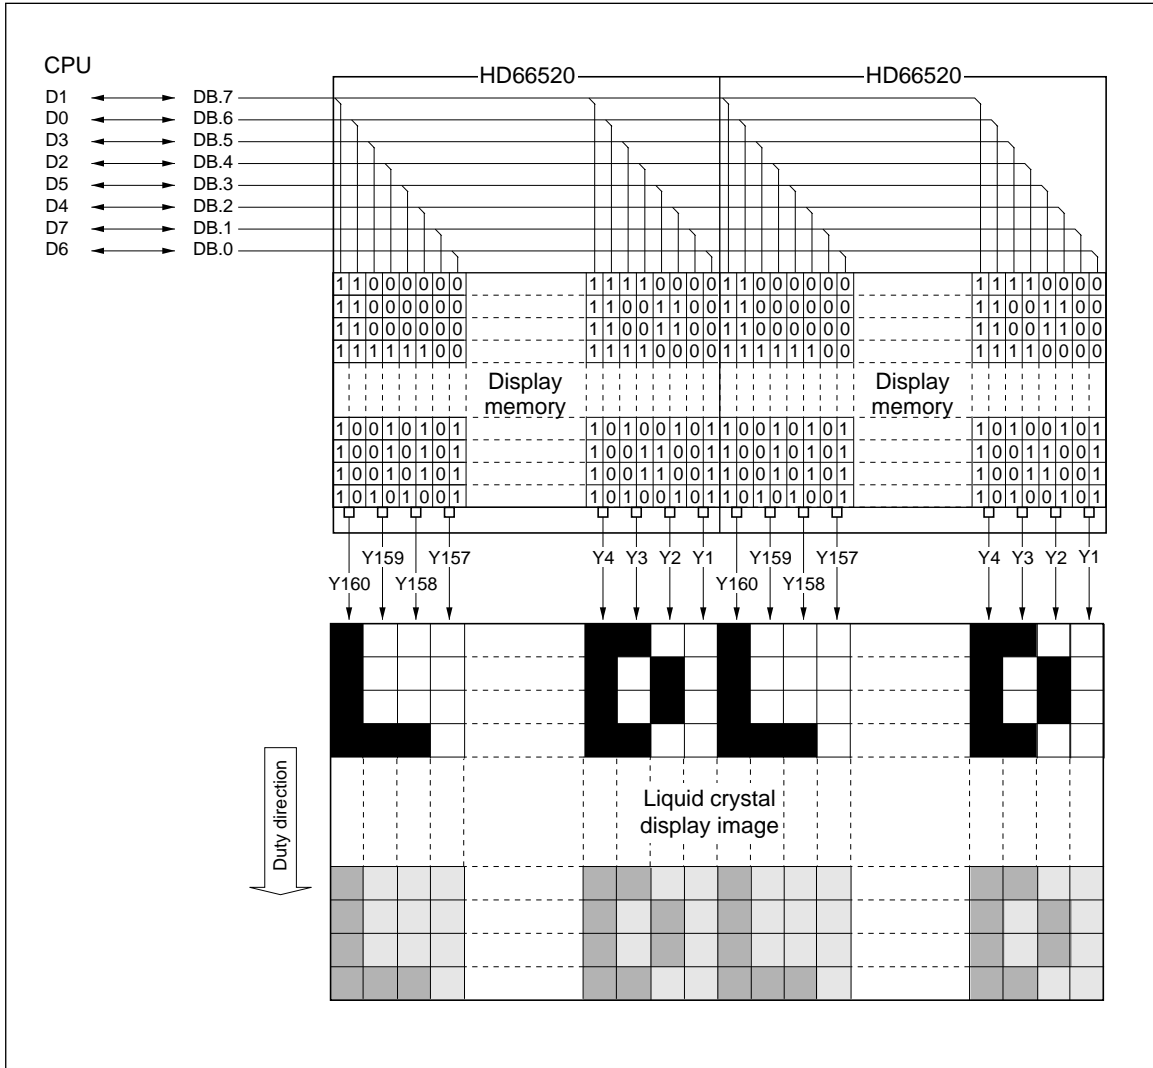 CPU
HD66520 HD66520
D1 DB.7
D0 DB.6
D3 DB.5
D2 DB.4
D5 DB.3
D4 DB.2
D7 DB.1
D6 DB.0
1 1 0 0 0 0 0 0 1 1 1 1 0 0 0 0 1 1 0 0 0 0 0 0 1 1 1 1 0 0 0 0
1 1 0 0 0 0 0 0 1 1 0 0 1 1 0 0 1 1 0 0 0 0 0 0 1 1 0 0 1 1 0 0
1 1 0 0 0 0 0 0 1 1 0 0 1 1 0 0 1 1 0 0 0 0 0 0 1 1 0 0 1 1 0 0
1 1 1 1 1 1 0 0 1 1 1 1 0 0 0 0 1 1 1 1 1 1 0 0 1 1 1 1 0 0 0 0
Display Display
memory memory
1 0 0 1 0 1 0 1 1 0 1 0 0 1 0 1 1 0 0 1 0 1 0 1 1 0 1 0 0 1 0 1
1 0 0 1 0 1 0 1 1 0 0 1 1 0 0 1 1 0 0 1 0 1 0 1 1 0 0 1 1 0 0 1
1 0 0 1 0 1 0 1 1 0 0 1 1 0 0 1 1 0 0 1 0 1 0 1 1 0 0 1 1 0 0 1
1 0 1 0 1 0 0 1 1 0 1 0 0 1 0 1 1 0 1 0 1 0 0 1 1 0 1 0 0 1 0 1
Y159 Y157 Y4 Y3 Y2 Y1 Y159 Y157 Y4 Y3 Y2 Y1
Y160 Y158 Y160 Y158
Duty direction
Liquid crystal
display image